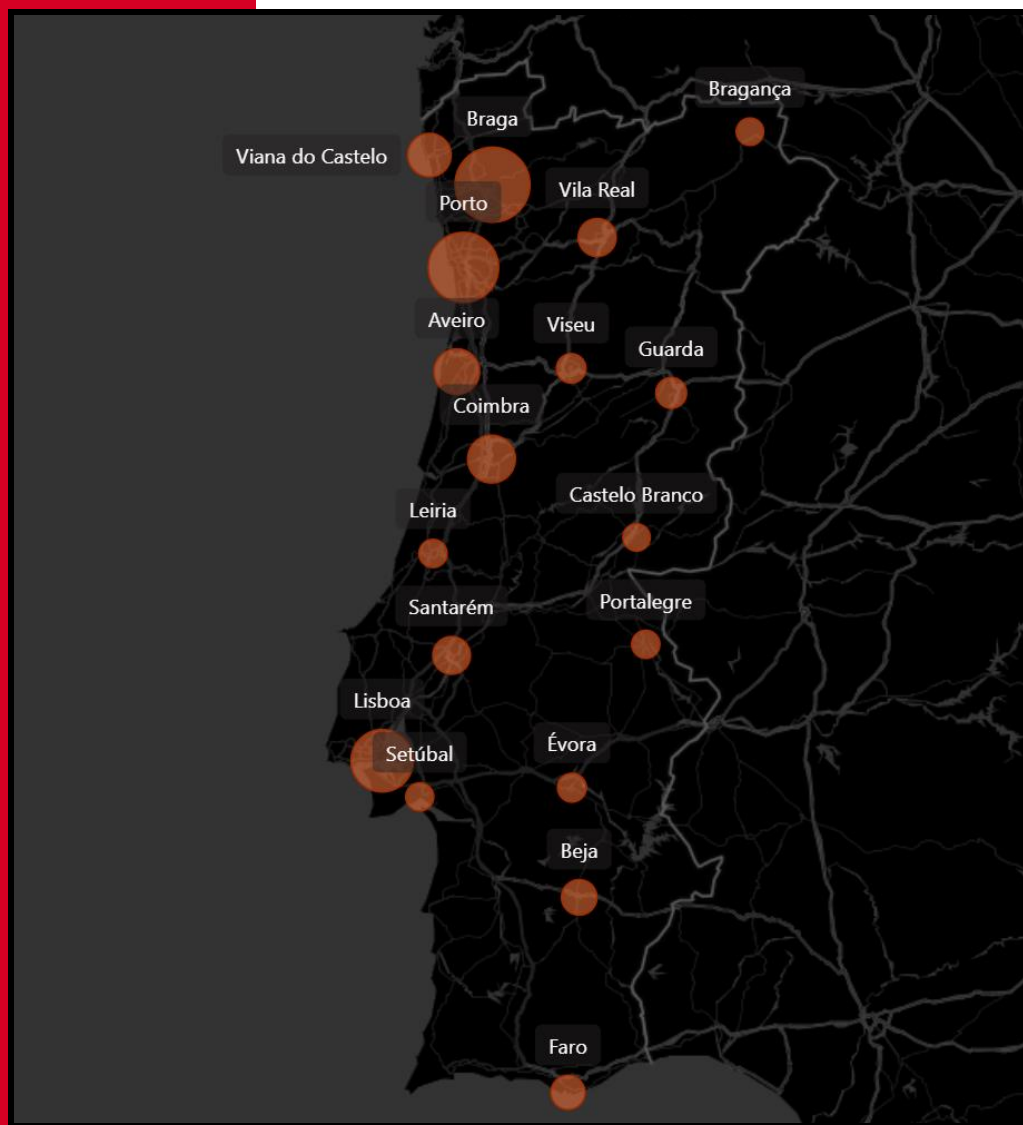 Bragança
Braga
Viana do Castelo
Vila Real
Porto
Aveiro
Viseu
Guarda
Coimbra
Castelo Branco
Leiria
Portalegre
Santarém
Lisboa
Évora
Setúbal
Beja
Faro